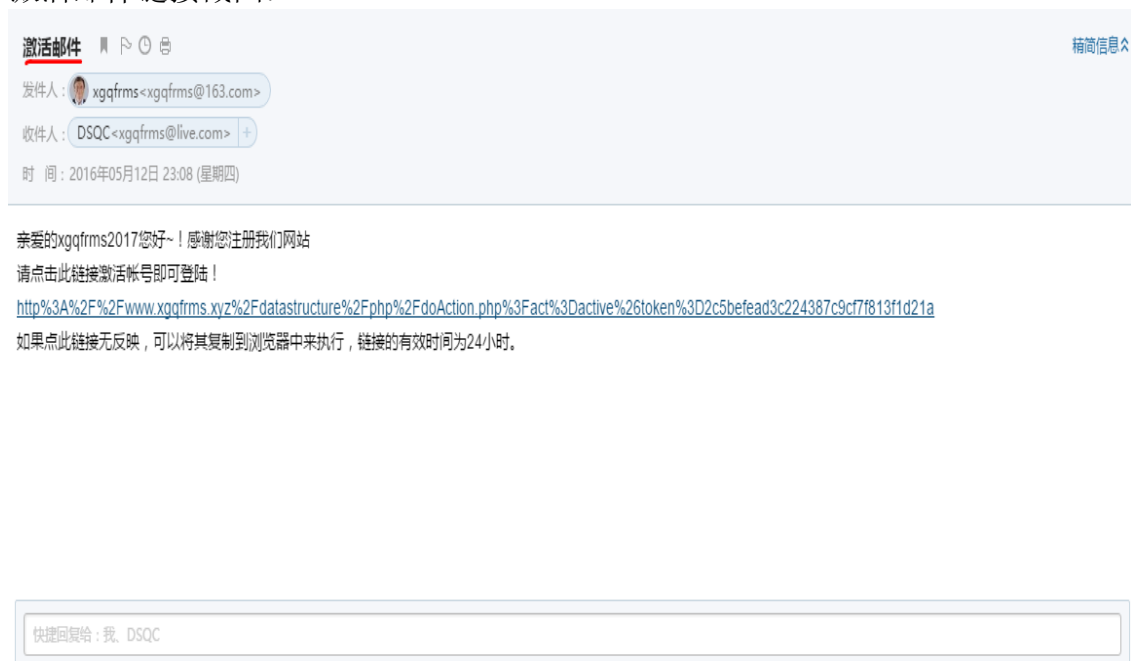 激活邮件
精简信息
发件人：xgqfrms<xgqfrms@163.com>
收件人：DSQC<xgqfrms@live.com> +
时 间：2016年05月12日 23:08 (星期四)
亲爱的xgqfrms2017您好~！感谢您注册我们网站
请点击此链接激活帐号即可登陆！
http%3A%2F%2Fwww.xgqfrms.xyz%2Fdatastructure%2Fphp%2FdoAction.php%3Fact%3Dactive%26token%3D2c5befead3c224387c9cf7f813f1d21a
如果点此链接无反映，可以将其复制到浏览器中来执行，链接的有效时间为24小时。
快捷回复给：我、DSQC